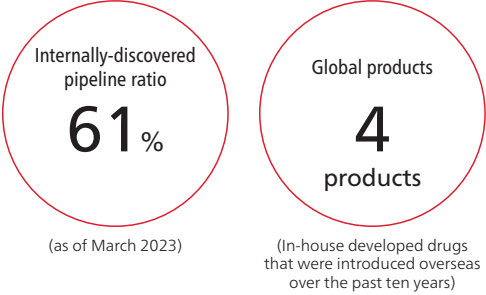 Internally-discovered
pipeline ratio
61%
(as of March 2023)
Global products
4
products
(In-house developed drugs
that were introduced overseas
over the past ten years)